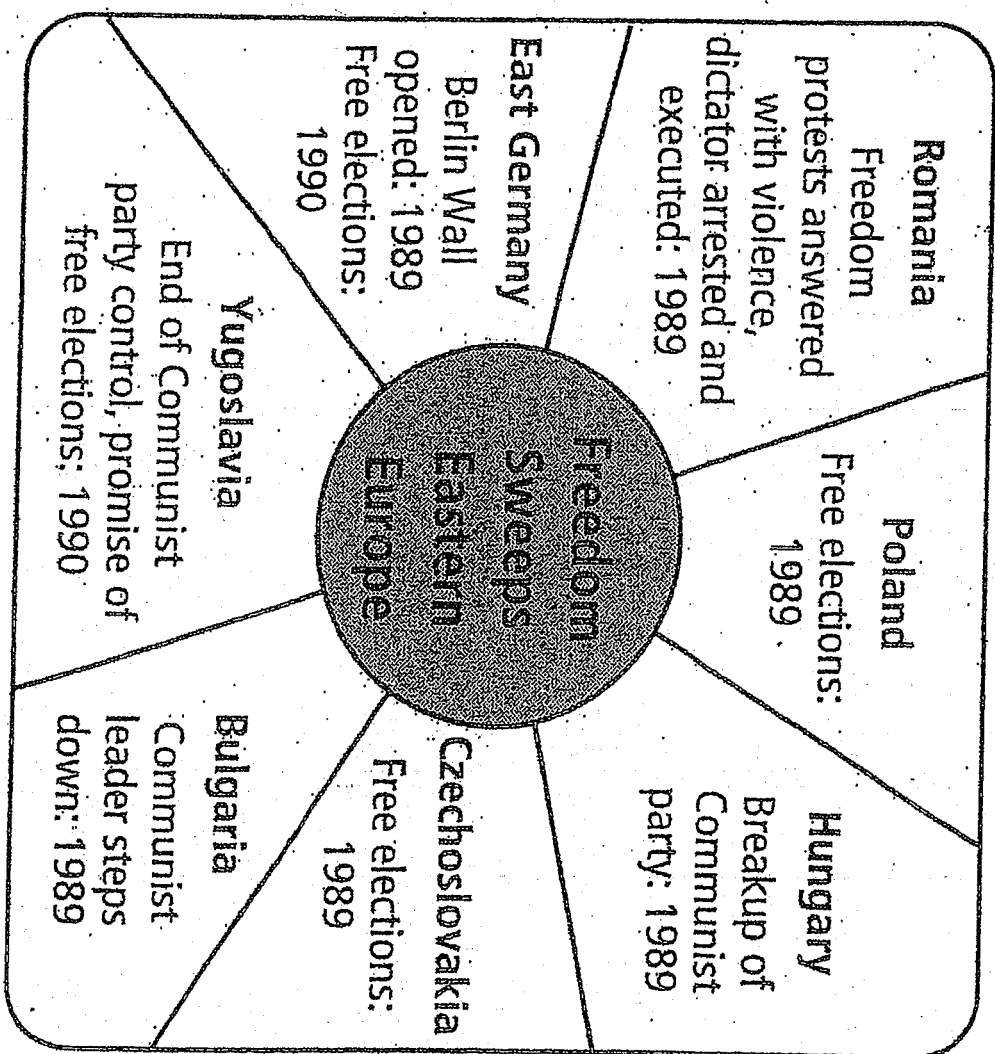 Romania
Freedom
protests answered
with violence,
dictator arrested and
executed: 1989
Poland
Free elections:
1989
Hungary
Breakup of
Communist
party: 1989
East Germany
Berlin Wall
opened: 1989
Free elections:
1990
Freedom
Sweeps
Eastern
Europe
Czechoslovakia
Free elections:
1989
Yugoslavia
End of Communist
party control, promise of
free elections: 1990
Bulgaria
Communist
leader steps
down: 1989